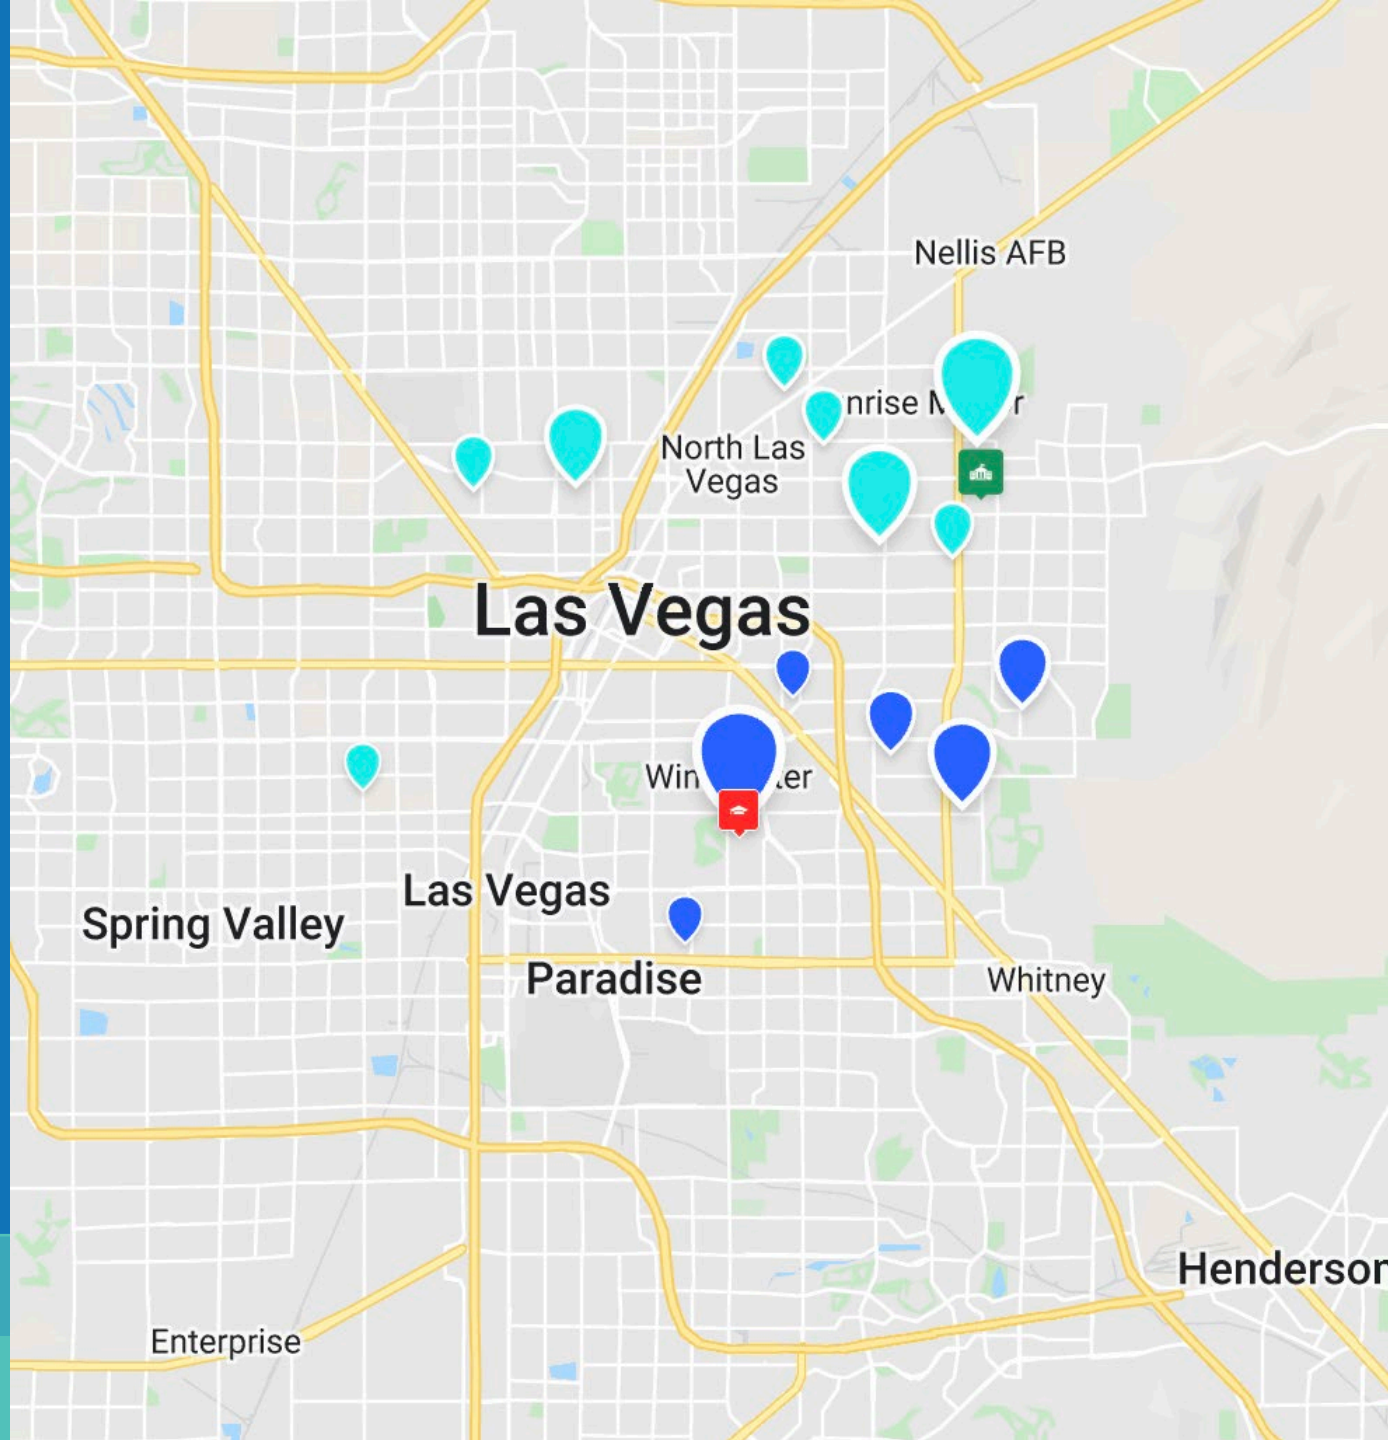 Nellis AFB
nrise M r
North Las
Vegas
Las Vegas
Win ter
Las Vegas
Spring Valley
Paradise
Whitney
Henderson
Enterprise